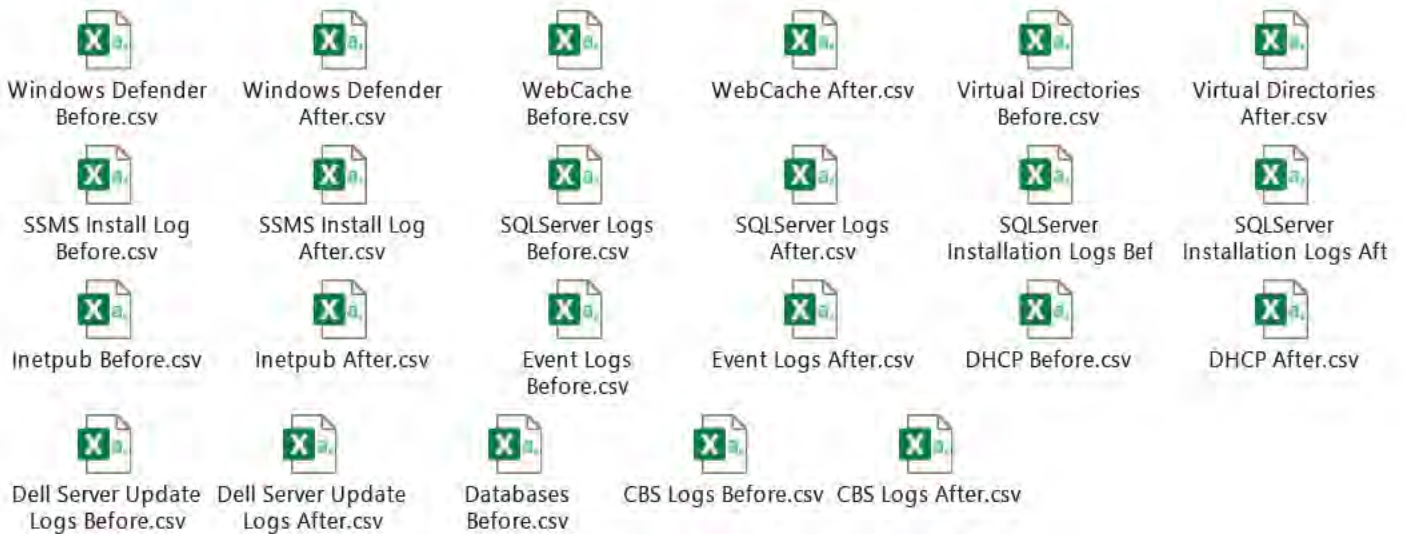 Windows Defender Before.csv
Windows Defender After.csv
WebCache Before.csv
WebCache After.csv
Virtual Directories Before.csv
Virtual Directories After.csv
SSMS Install Log Before.csv
SSMS Install Log After.csv
SQLServer Logs Before.csv
SQLServer Logs After.csv
SQLServer Installation Logs Bef
SQLServer Installation Logs Aft
Inetpub Before.csv
Inetpub After.csv
Event Logs Before.csv
Event Logs After.csv
DHCP Before.csv
DHCP After.csv
Dell Server Update Logs Before.csv
Dell Server Update Logs After.csv
Databases Before.csv
CBS Logs Before.csv
CBS Logs After.csv